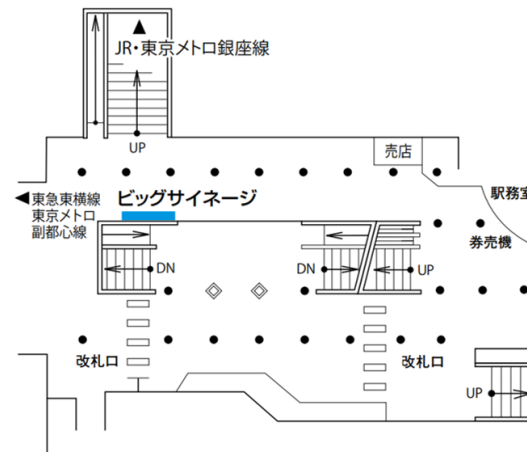 JR・東京メトロ銀座線
UP
売店
東急東横線
東京メトロ
副都心線
ビッグサイネージ
駅務室
券売機
DN
DN
UP
改札口
改札口
UP